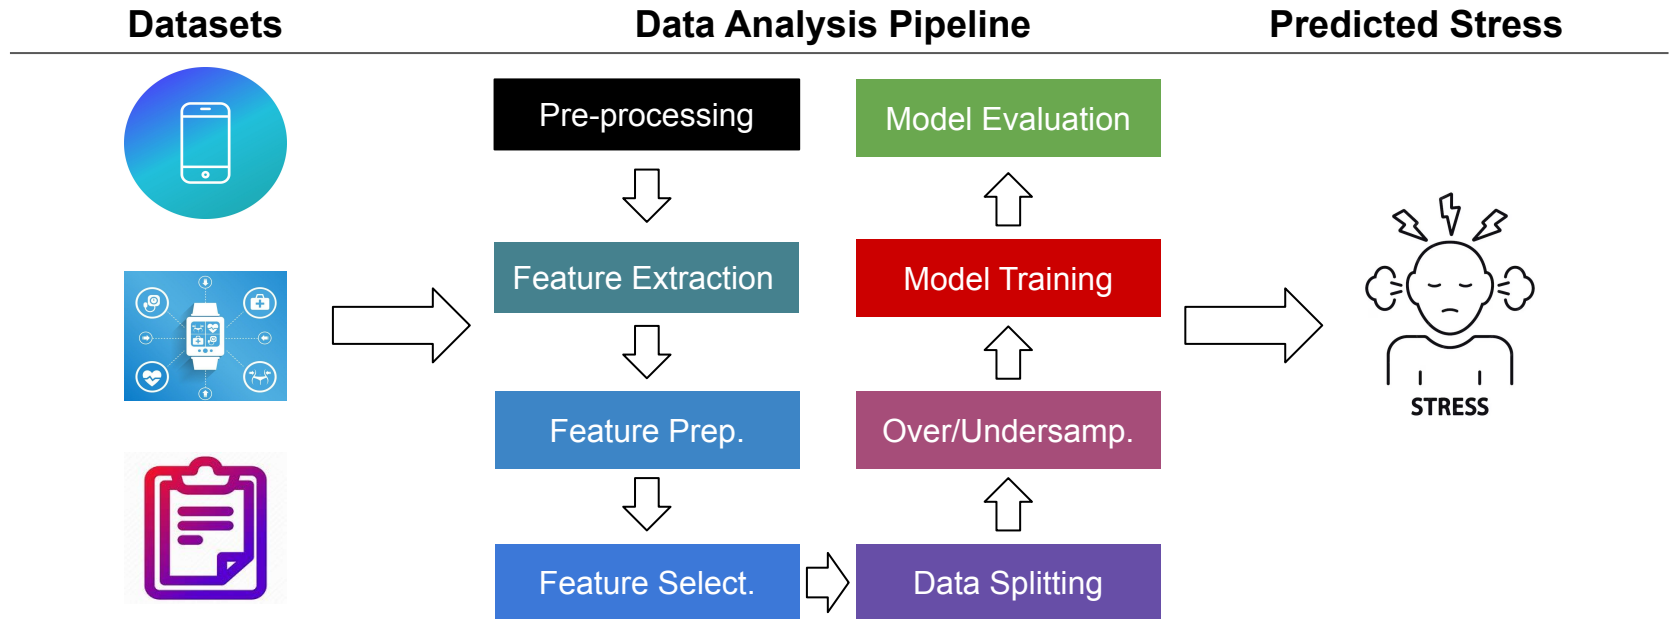 Datasets
Data Analysis Pipeline
Predicted Stress
Pre-processing
Feature Extraction
Feature Prep.
Feature Select.
Data Splitting
Over/Undersamp.
Model Training
Model Evaluation
STRESS